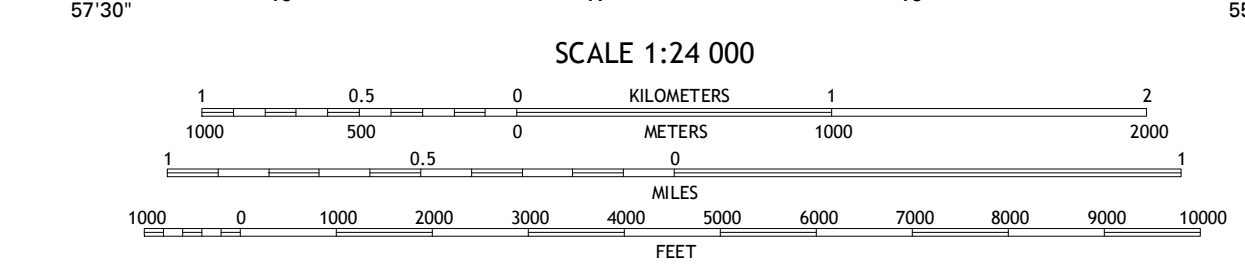 57'30"
SCALE 1:24 000
1 0.5 0 KILOMETERS 1 2
1000 500 0 METERS 1000 2000
1 0.5 0 1
MILES
1000 0 1000 2000 3000 4000 5000 6000 7000 8000 9000 10000
FEET